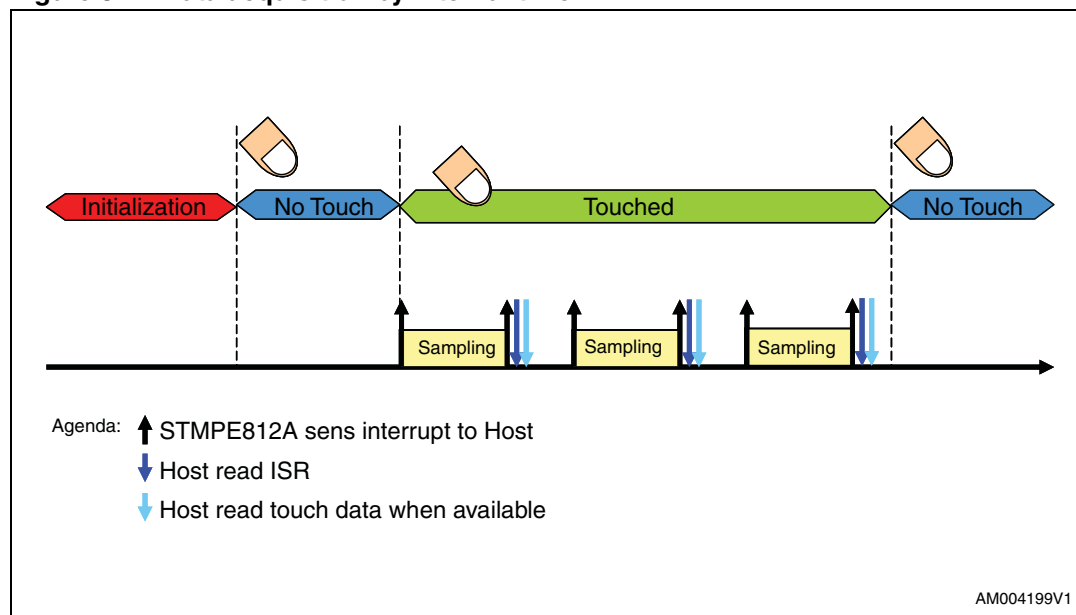 Initialization
No Touch
Touched
No Touch
Sampling
Sampling
Sampling
Agenda:
STMPE812A sens interrupt to Host
Host read ISR
Host read touch data when available
AM004199V1